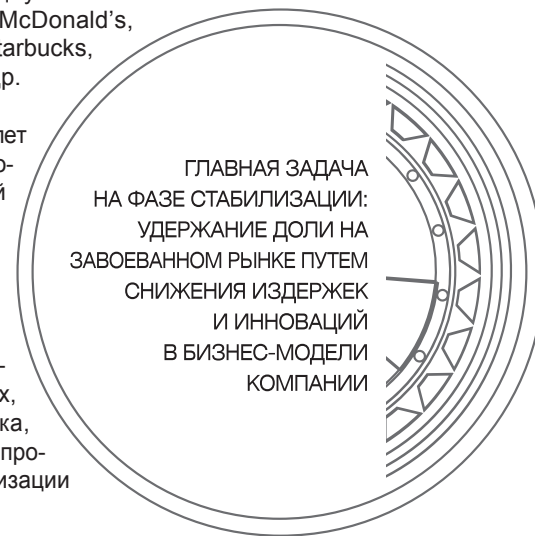 McDonald's,
tarbucks,
др.
лет
о-
й
-
х,
ка,
про-
изации
ГЛАВНАЯ ЗАДАЧА
НА ФАЗЕ СТАБИЛИЗАЦИИ:
УДЕРЖАНИЕ ДОЛИ НА
ЗАВОЕВАННОМ РЫНКЕ ПУТЕМ
СНИЖЕНИЯ ИЗДЕРЖЕК
И ИННОВАЦИЙ
В БИЗНЕС-МОДЕЛИ
КОМПАНИИ